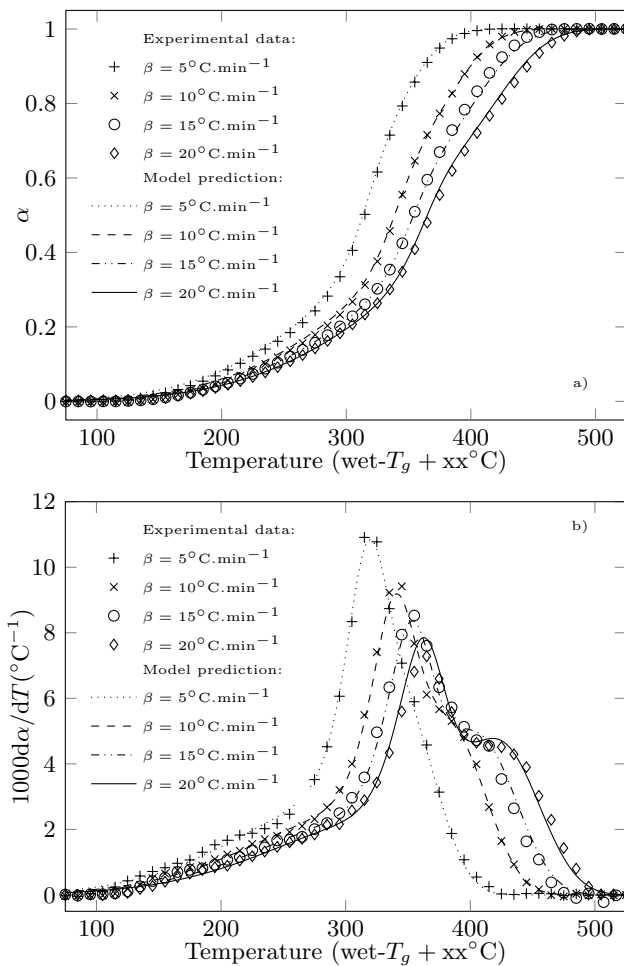 1
0.8
0.6
0.4
0.2
0
α
Experimental data:
β = 5°C.min⁻¹
β = 10°C.min⁻¹
β = 15°C.min⁻¹
β = 20°C.min⁻¹
Model prediction:
β = 5°C.min⁻¹
β = 10°C.min⁻¹
β = 15°C.min⁻¹
β = 20°C.min⁻¹
a)
100 200 300 400 500
Temperature (wet-T_g + xx°C)
12
10
8
6
4
2
0
1000dα/dT(°C⁻¹)
Experimental data:
β = 5°C.min⁻¹
β = 10°C.min⁻¹
β = 15°C.min⁻¹
β = 20°C.min⁻¹
Model prediction:
β = 5°C.min⁻¹
β = 10°C.min⁻¹
β = 15°C.min⁻¹
β = 20°C.min⁻¹
b)
100 200 300 400 500
Temperature (wet-T_g + xx°C)